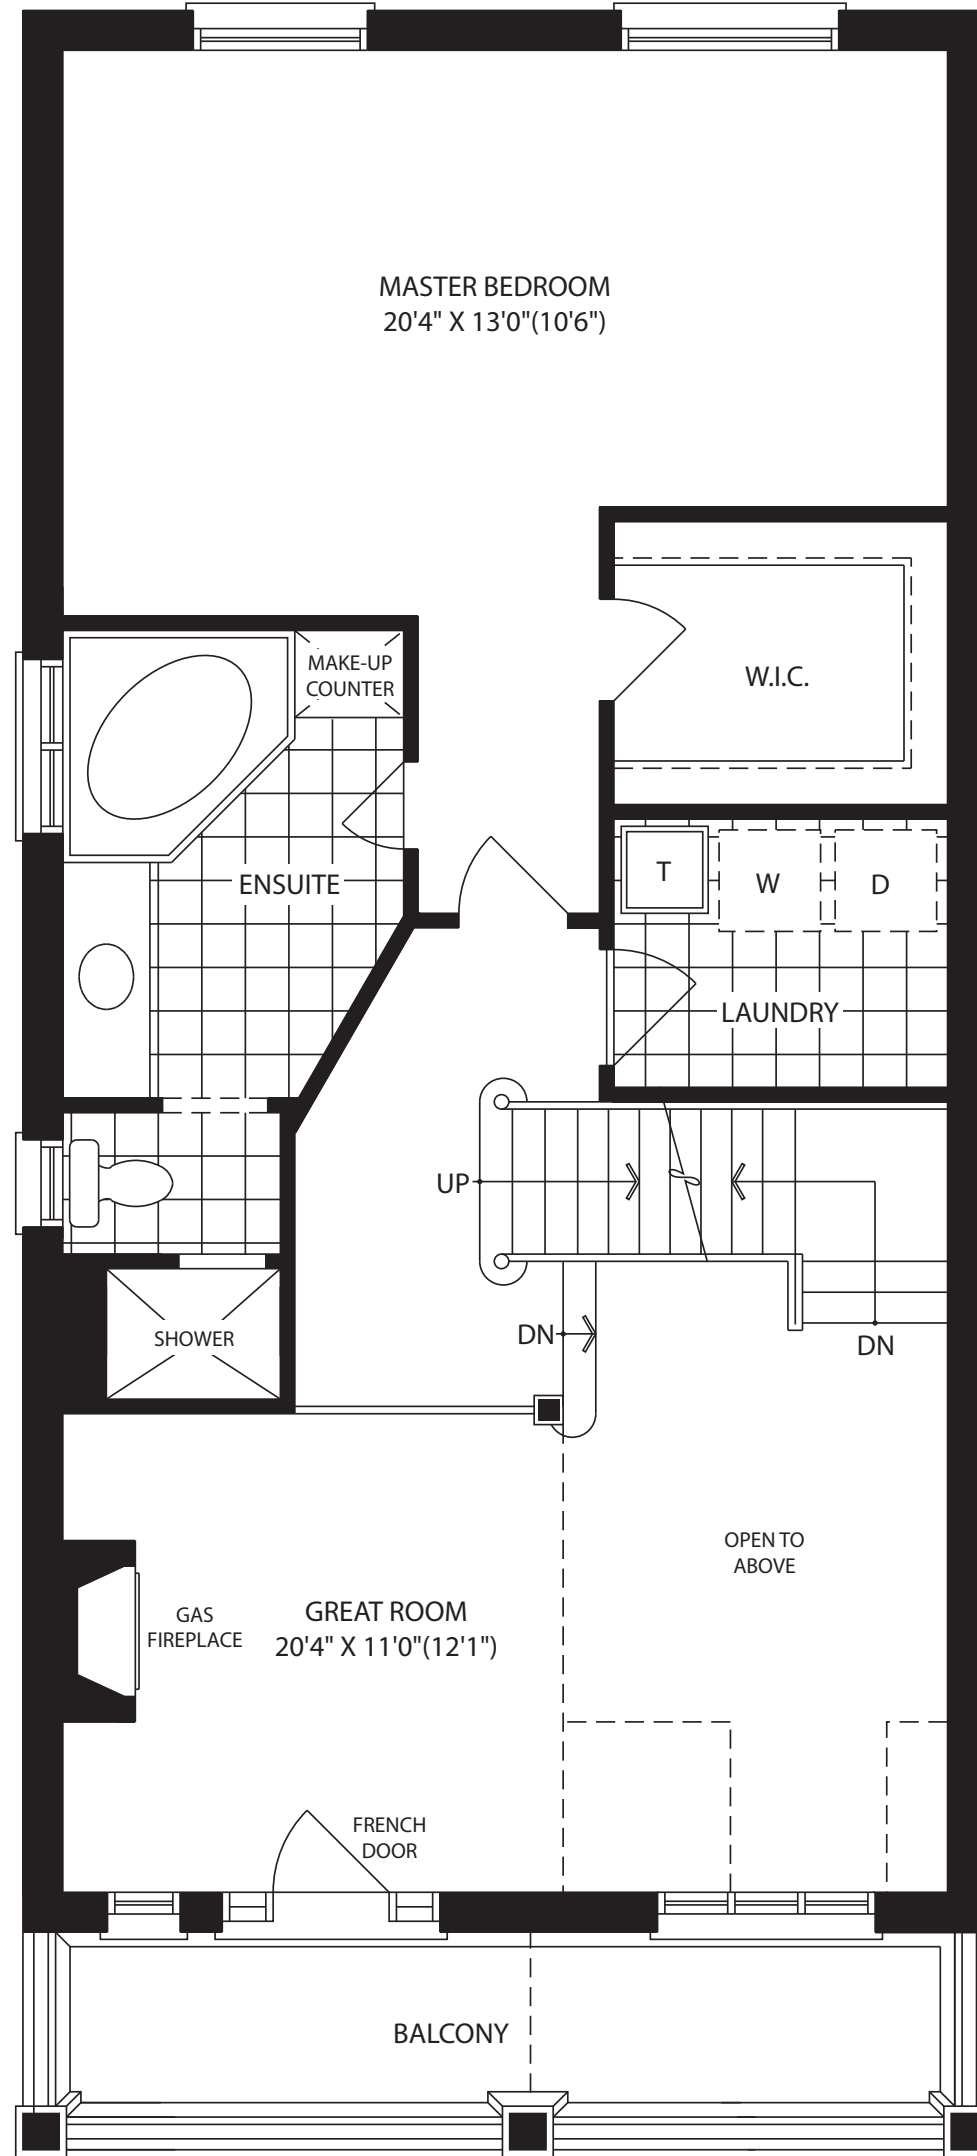 MASTER BEDROOM
20'4" X 13'0"(10'6")
MAKE-UP
COUNTER
W.I.C.
ENSUITE
T
W
D
LAUNDRY
UP
DN
DN
SHOWER
OPEN TO
ABOVE
GAS
FIREPLACE
GREAT ROOM
20'4" X 11'0"(12'1")
FRENCH
DOOR
BALCONY